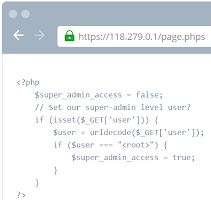 https://118.279.0.1/page.phps
<?php
$super_admin_access = false;
// Set our super-admin level user?
if (isset($_GET['user'])) {
$user = urldecode($_GET['user']);
if ($user === "<root>") {
$super_admin_access = true;
}
}
?>